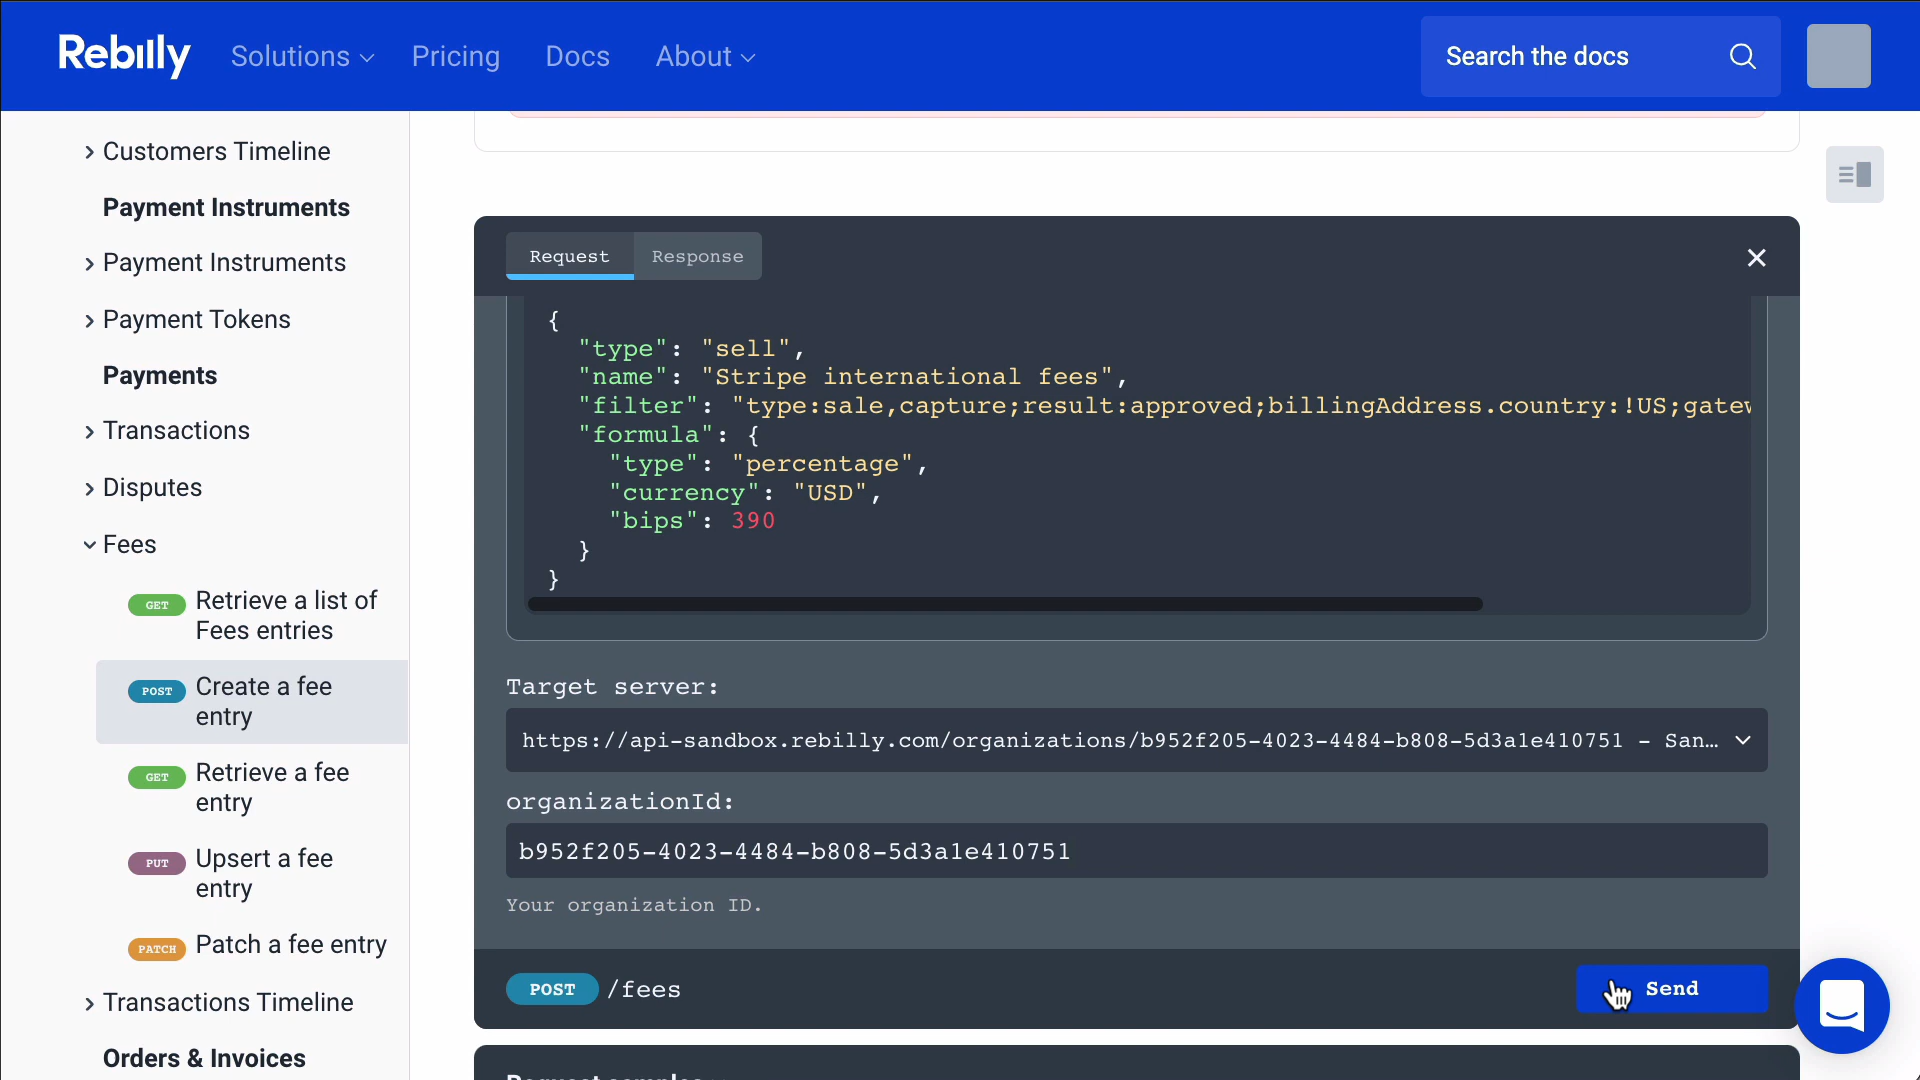 Rebilly Solutions Pricing Docs About Search the docs
Customers Timeline
Payment Instruments
Payment Instruments
Payment Tokens
Payments
Transactions
Disputes
Fees
GET Retrieve a list of
Fees entries
POST Create a fee
entry
GET Retrieve a fee
entry
PUT Upsert a fee
entry
PATCH Patch a fee entry
Transactions Timeline
Orders & Invoices
Request Response
{
"type": "sell",
"name": "Stripe international fees",
"filter": "type:sale,capture;result:approved;billingAddress.country:!US;gatew
"formula": {
"type": "percentage",
"currency": "USD",
"bips": 390
}
}
Target server:
https://api-sandbox.rebilly.com/organizations/b952f205-4023-4484-b808-5d3a1e410751 - San…
organizationId:
b952f205-4023-4484-b808-5d3a1e410751
Your organization ID.
POST /fees Send